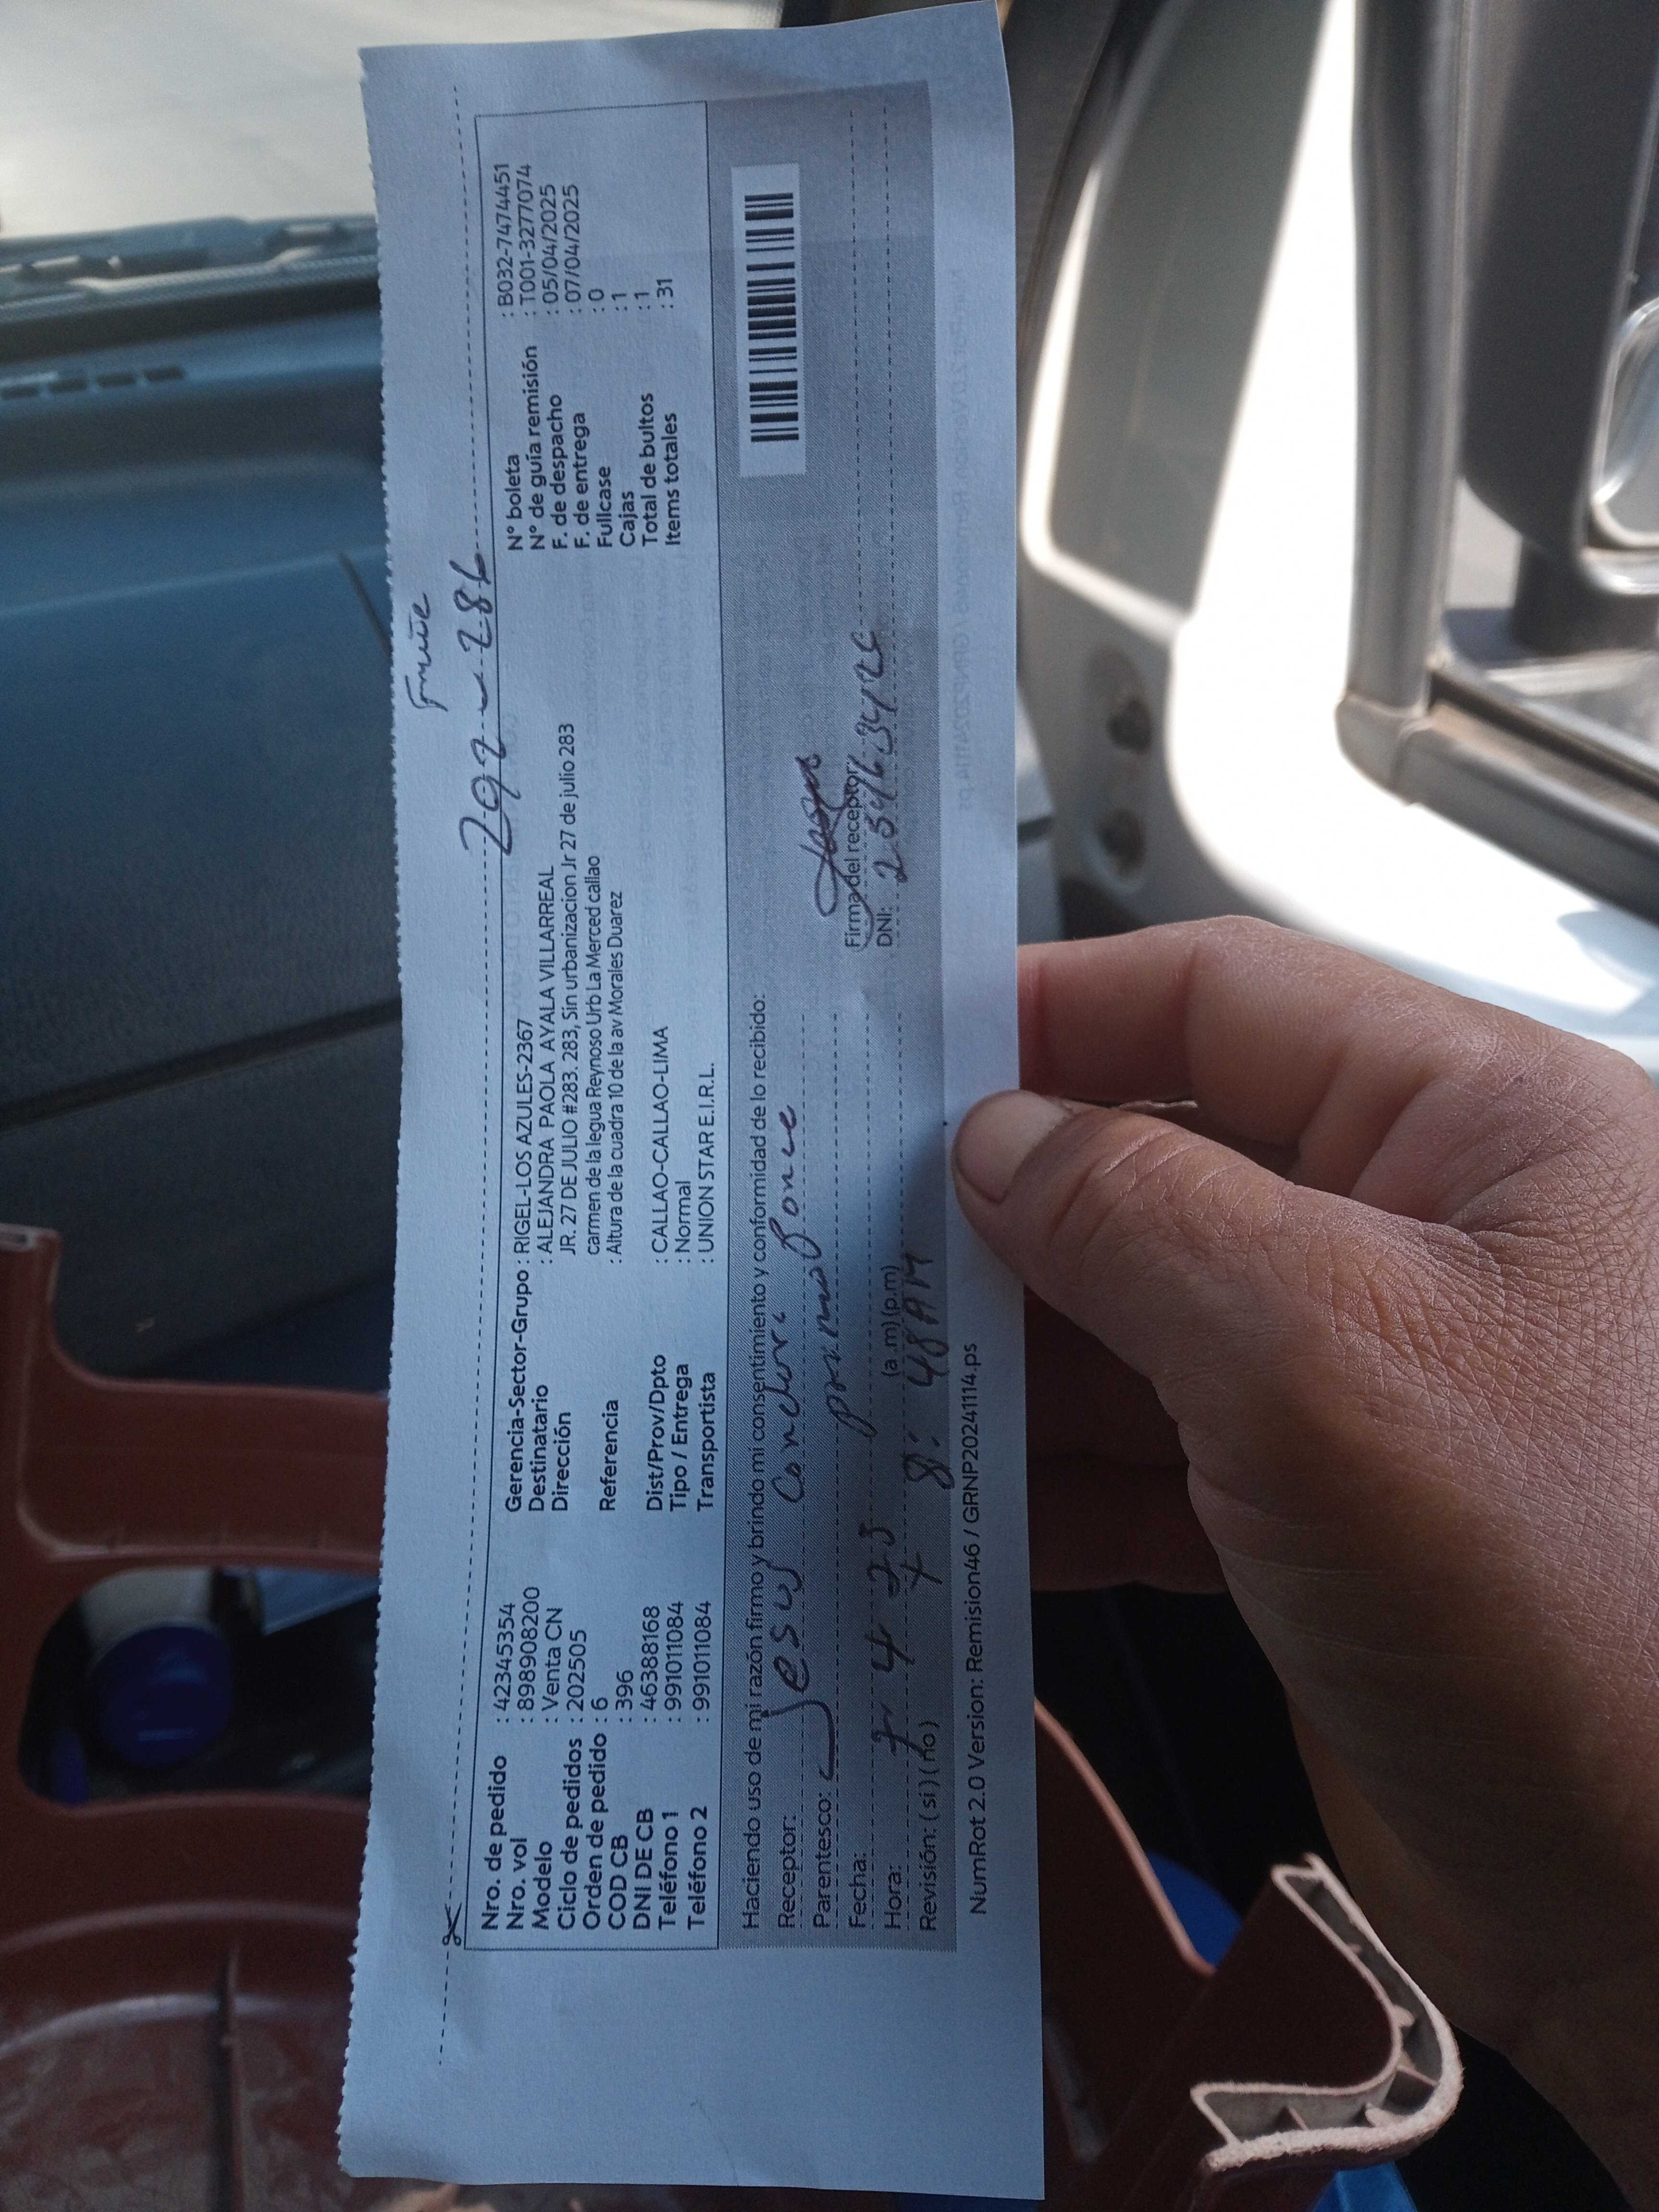 292 - 286
Nro. de pedido : 42345354
Nro. vol : 898908200
Modelo : Venta CN
Ciclo de pedidos : 202505
Orden de pedido : 6
COD CB : 396
DNI DE CB : 46388168
Teléfono 1 : 991011084
Teléfono 2 : 991011084
Gerencia-Sector-Grupo : RIGEL-LOS AZULES-2367
Destinatario : ALEJANDRA PAOLA AYALA VILLARREAL
Dirección JR. 27 DE JULIO #283. 283, Sin urbanizacion Jr 27 de julio 283
carmen de la legua Reynoso Urb La Merced callao
Referencia : Altura de la cuadra 10 de la av Morales Duarez
Dist/Prov/Dpto : CALLAO-CALLAO-LIMA
Tipo / Entrega : Normal
Transportista : UNION STAR E.I.R.L.
N° boleta : B032-74744451
N° de guía remisión : T001-32777074
F. de despacho : 05/04/2025
F. de entrega : 07/04/2025
Fullcase : 0
Cajas : 1
Total de bultos : 1
Items totales : 31
Haciendo uso de mi razón firmo y brindo mi consentimiento y conformidad de lo recibido:
Receptor: Jesus Condori Ponce
Parentesco: primo
Firma del receptor
Fecha: 7 4 25
DNI:
Hora: (a.m) (p.m) 8:48 AM
Revisión: ( si ) ( no )
NumRot 2.0 Version: Remision46 / GRNP20241114.ps